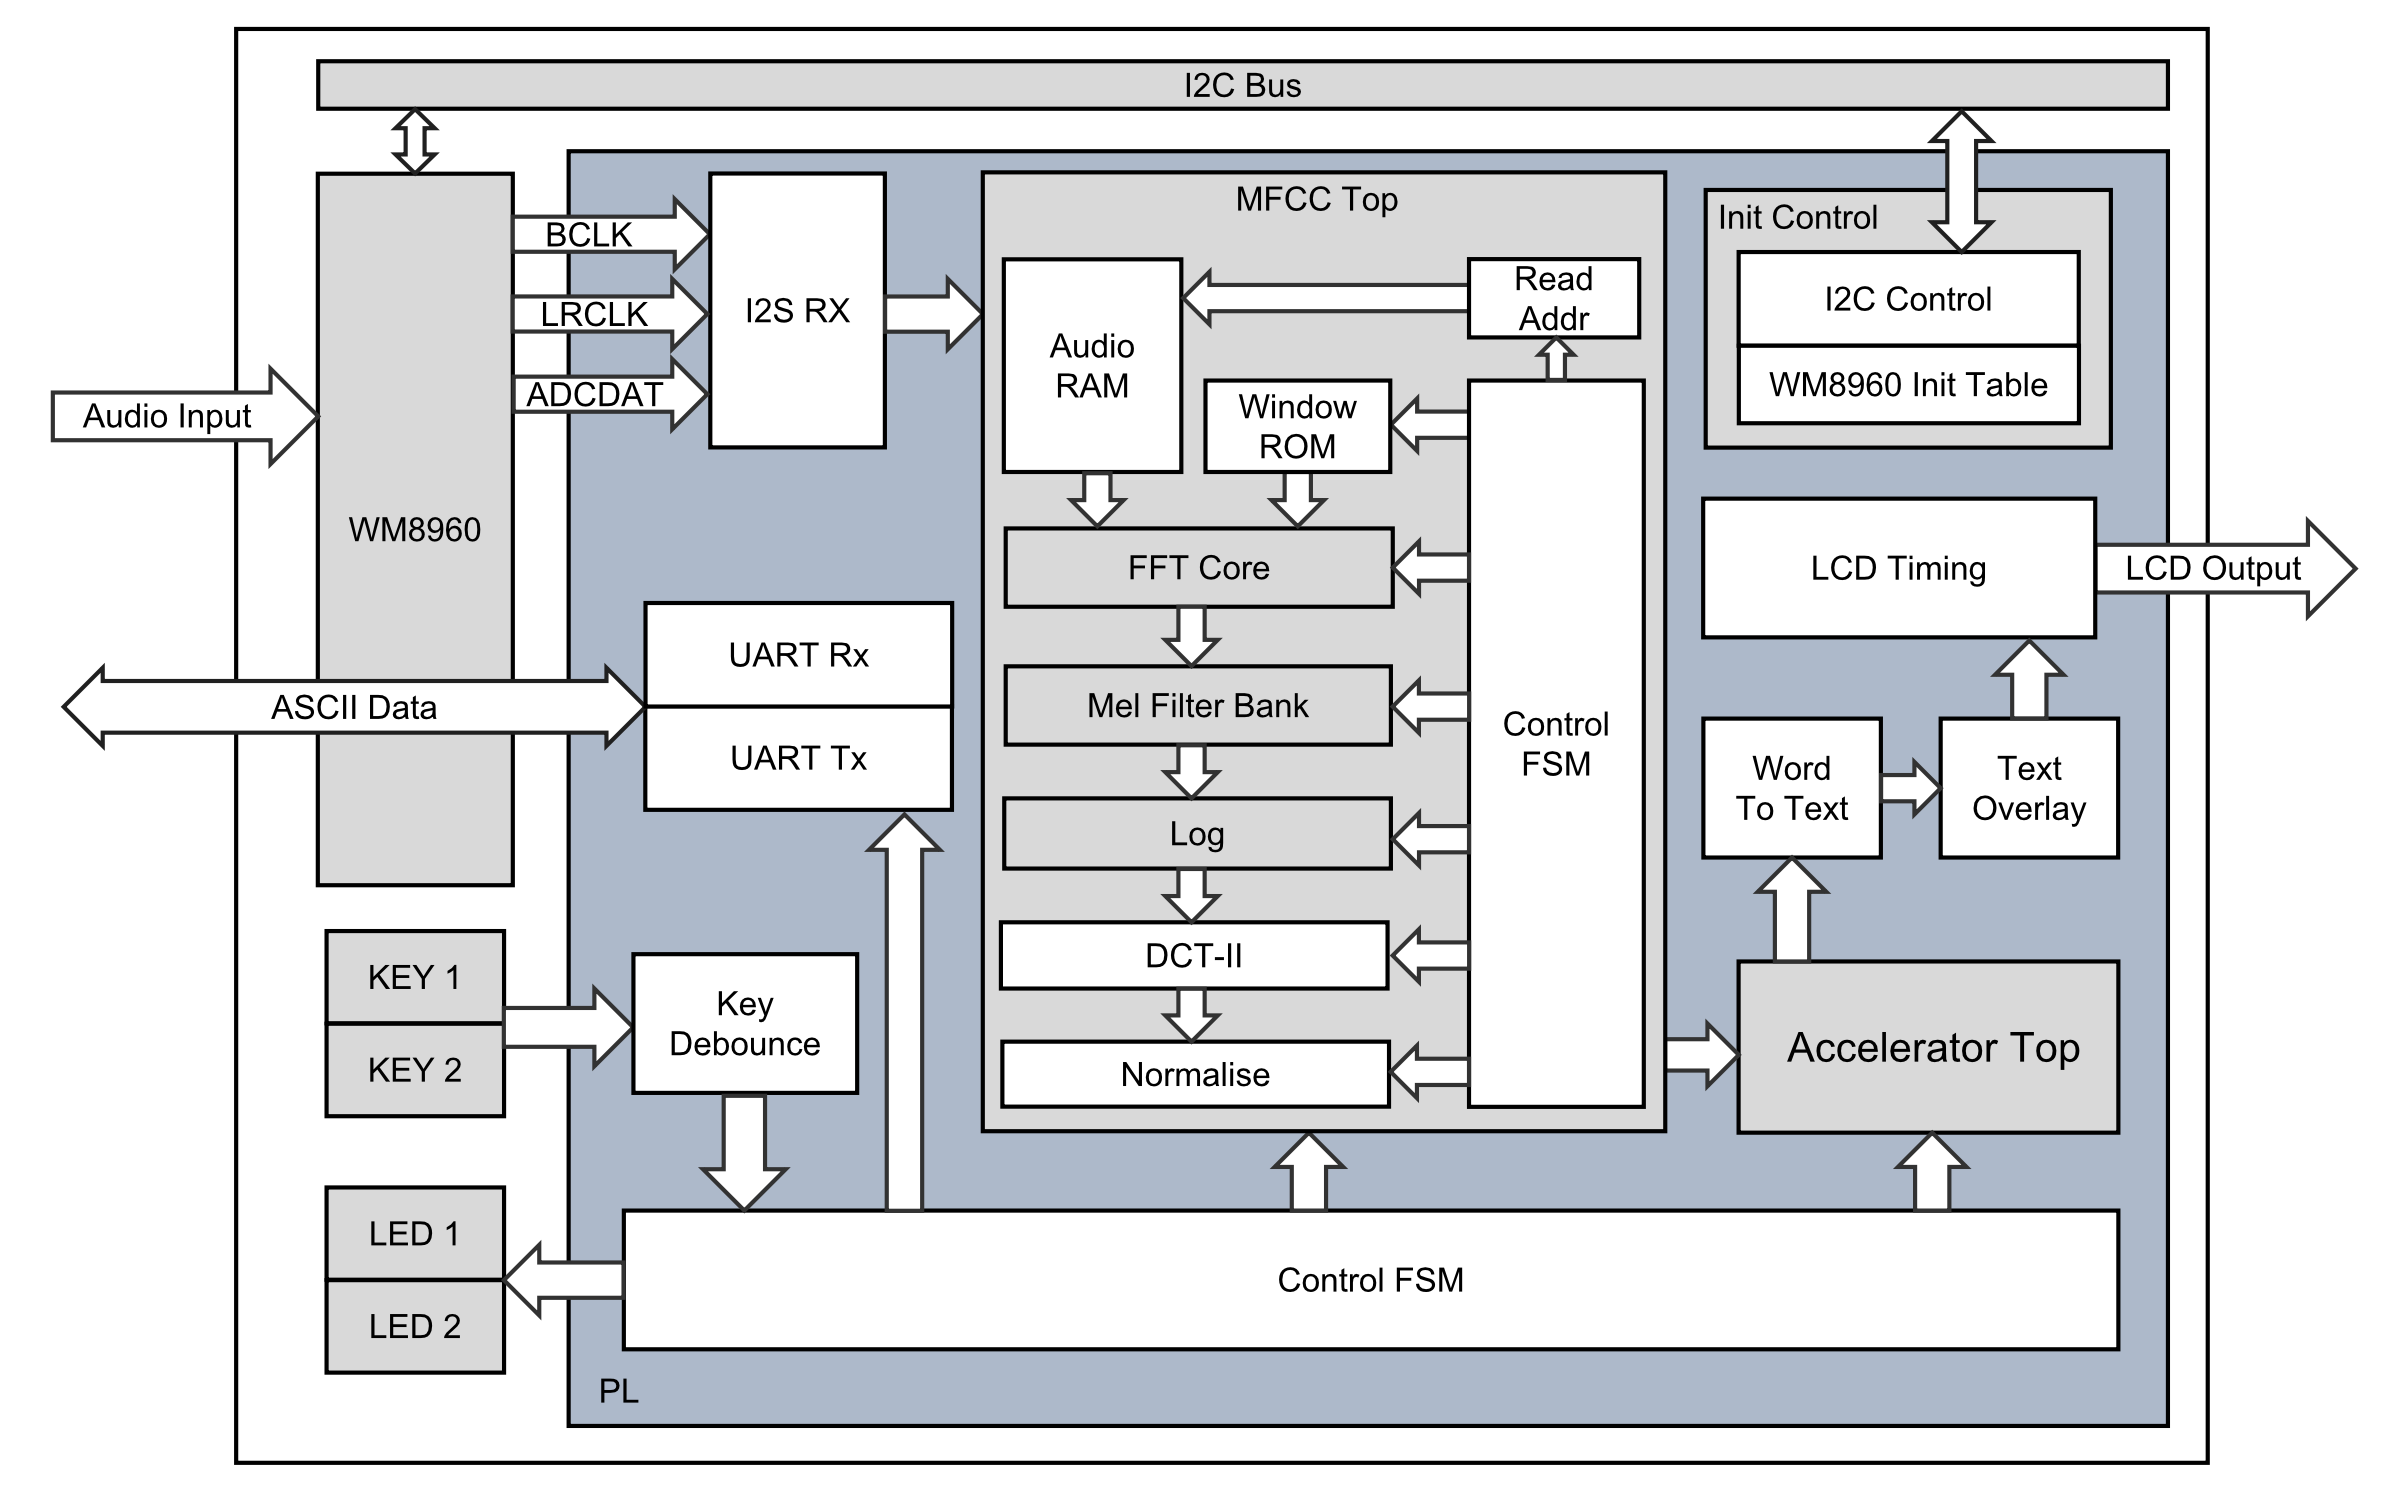 I2C Bus
MFCC Top
Init Control
BCLK
LRCLK
ADCDAT
I2S RX
Audio
RAM
Read
Addr
I2C Control
WM8960 Init Table
Window
ROM
Audio Input
WM8960
FFT Core
LCD Timing
LCD Output
UART Rx
UART Tx
ASCII Data
Mel Filter Bank
Control
FSM
Word
To Text
Text
Overlay
Log
DCT-II
KEY 1
KEY 2
Key
Debounce
Normalise
Accelerator Top
LED 1
LED 2
Control FSM
PL